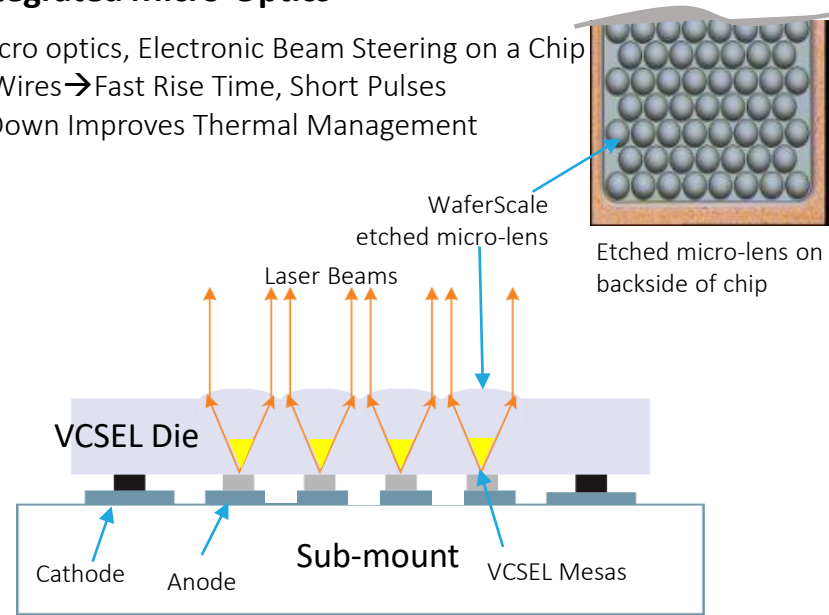 Micro-Optics
optics, Electronic Beam Steering on a Chip
Wires→Fast Rise Time, Short Pulses
Down Improves Thermal Management
WaferScale
etched micro-lens
Etched micro-lens on
backside of chip
Laser Beams
VCSEL Die
Sub-mount
Cathode
Anode
VCSEL Mesas